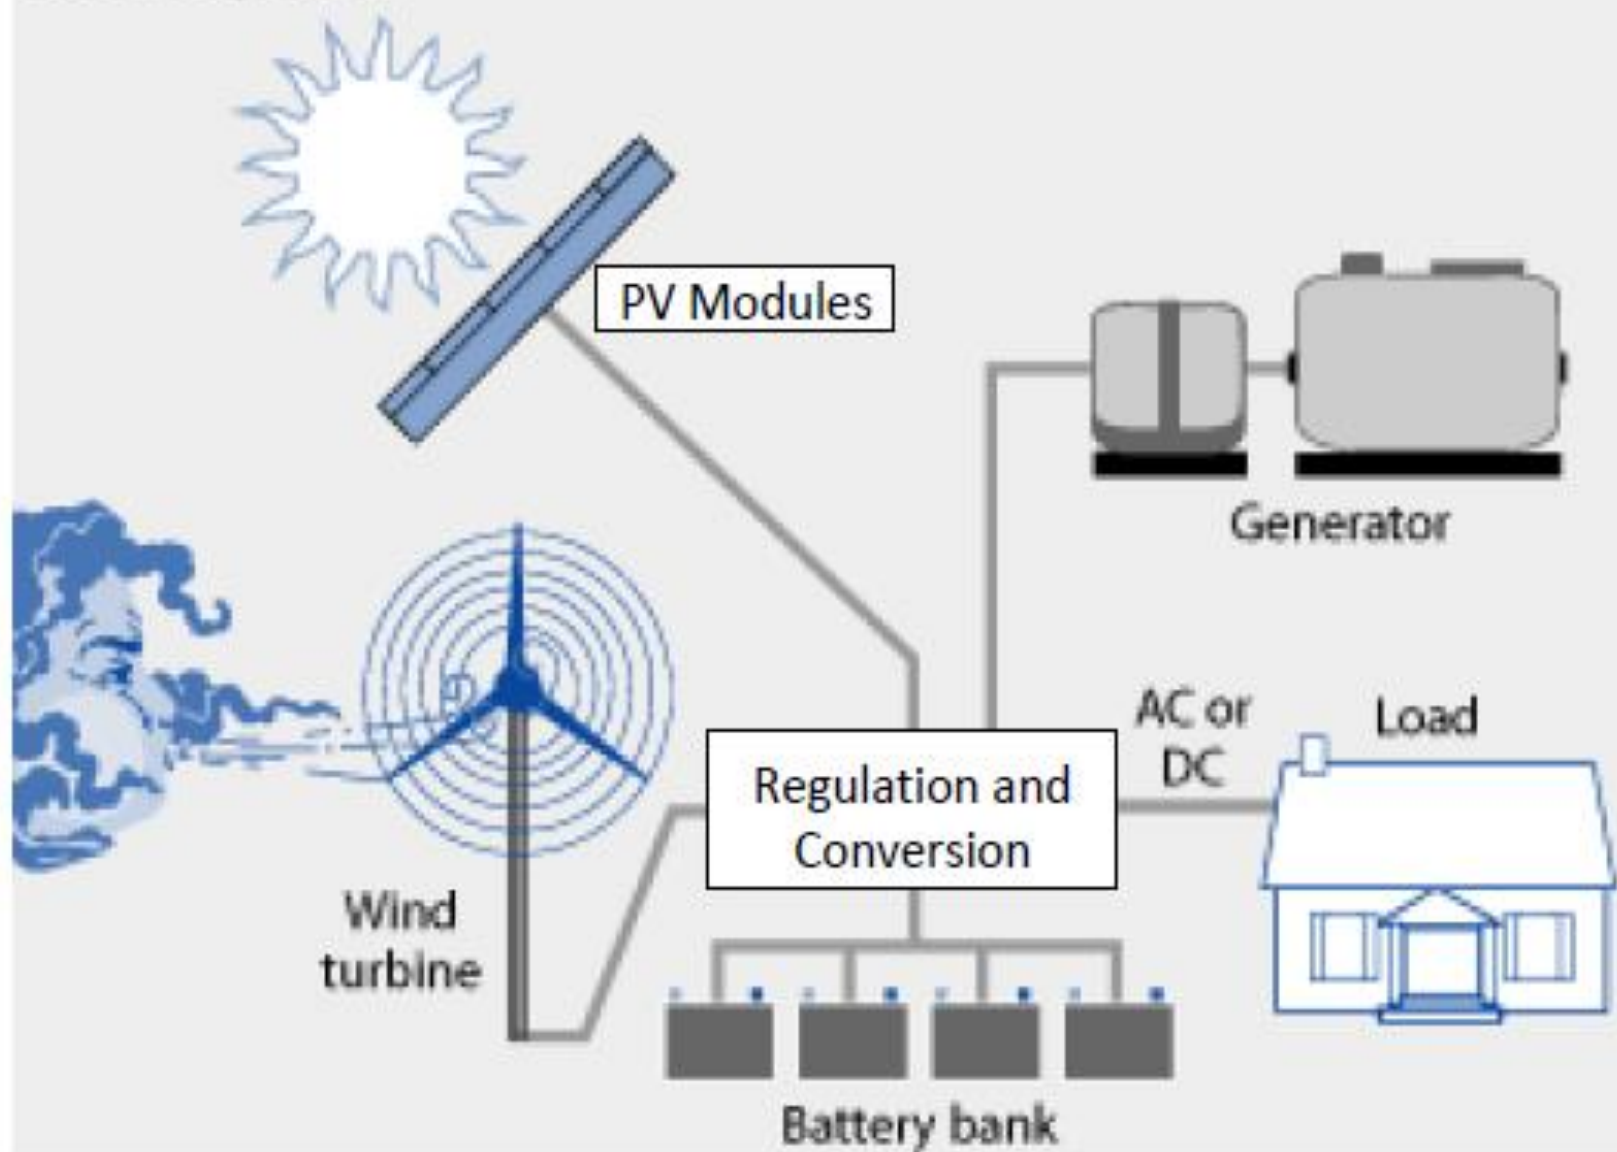 PV Modules
Generator
AC or
DC
Load
Regulation and
Conversion
Wind
turbine
Battery bank